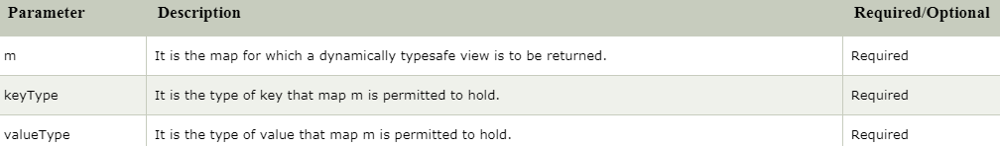 Parameter Description Required/Optional
m It is the map for which a dynamically typesafe view is to be returned. Required
keyType It is the type of key that map m is permitted to hold. Required
valueType It is the type of value that map m is permitted to hold. Required